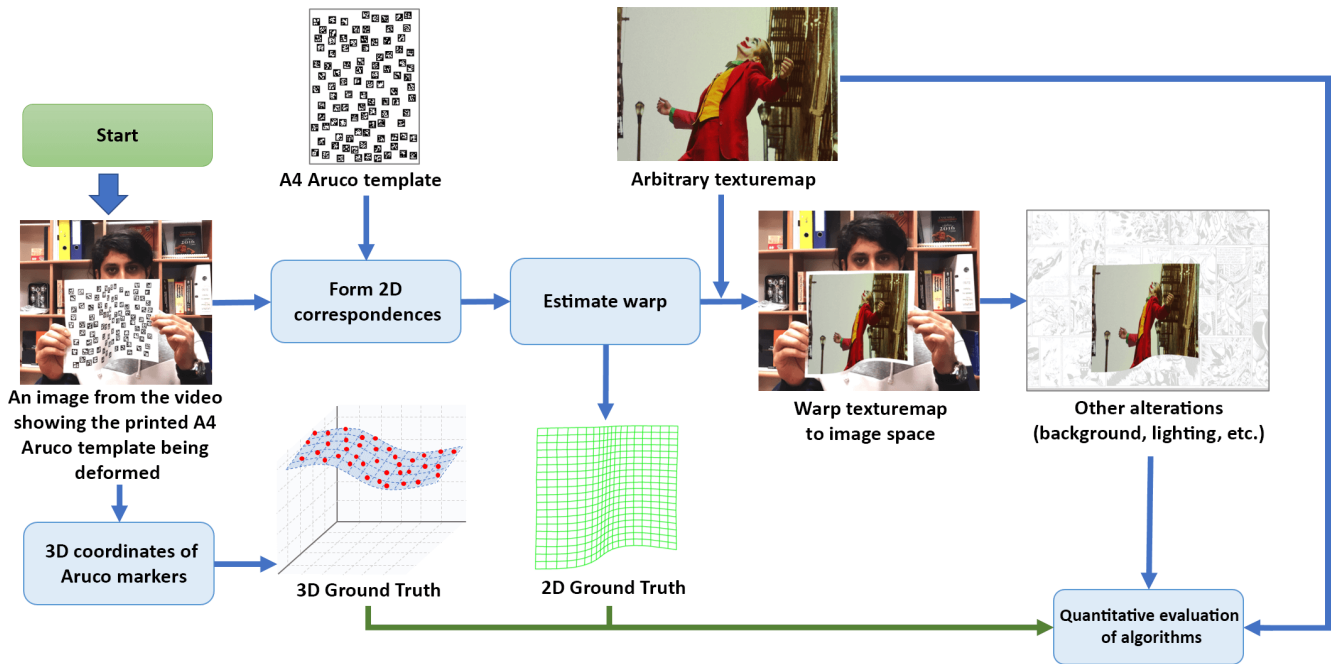 Start
A4 Aruco template
Arbitrary texturemap
Form 2D
correspondences
Estimate warp
An image from the video
showing the printed A4
Aruco template being
deformed
Warp texturemap
to image space
Other alterations
(background, lighting, etc.)
3D coordinates of
Aruco markers
3D Ground Truth
2D Ground Truth
Quantitative evaluation
of algorithms